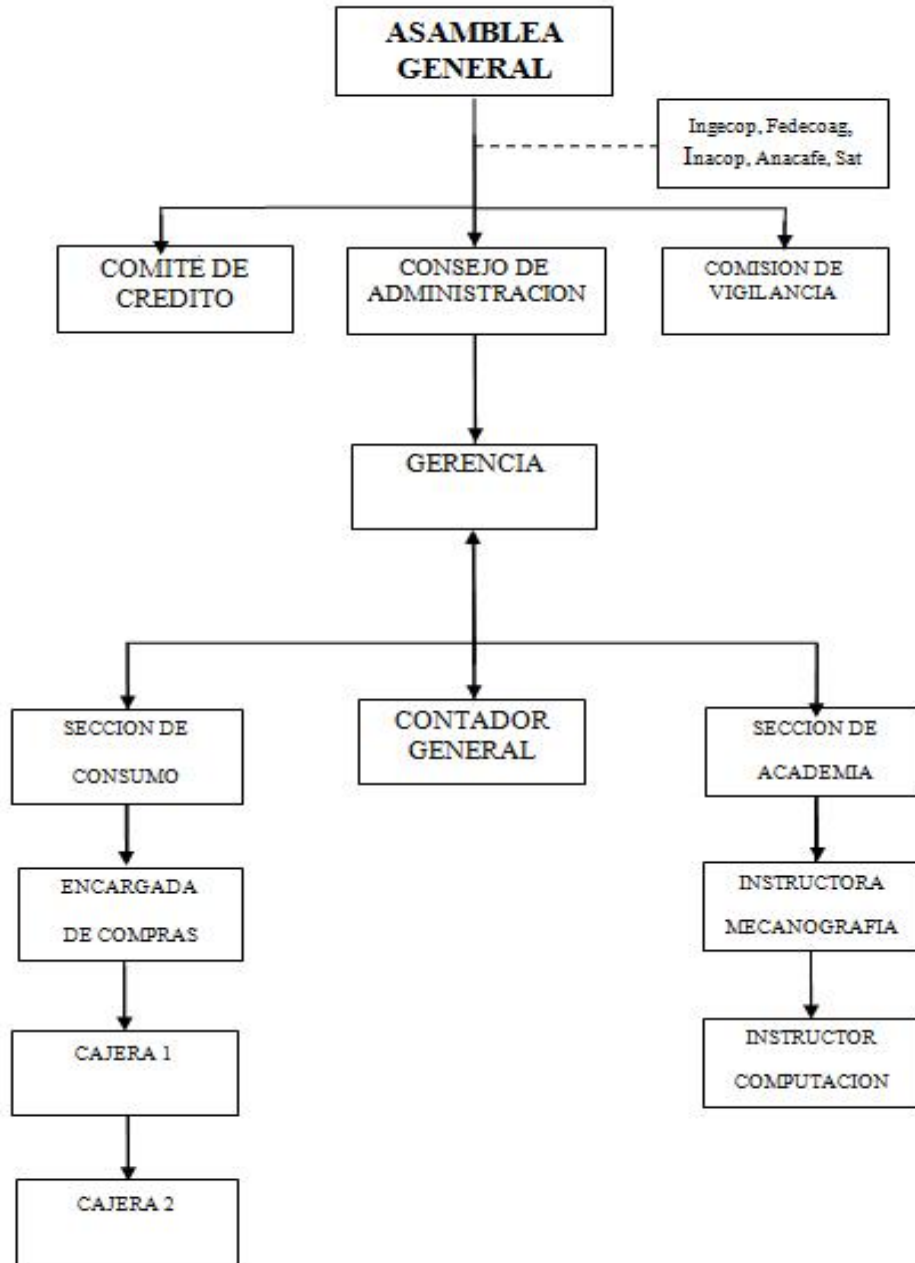 ASAMBLEA
GENERAL
Ingecop, Fedecoag,
Inacop, Anacafe, Sat
COMITÉ DE
CREDITO
CONSEJO DE
ADMINISTRACION
COMISION DE
VIGILANCIA
GERENCIA
SECCION DE
CONSUMO
CONTADOR
GENERAL
SECCION DE
ACADEMIA
ENCARGADA
DE COMPRAS
INSTRUCTORA
MECANOGRAFIA
CAJERA 1
INSTRUCTOR
COMPUTACION
CAJERA 2